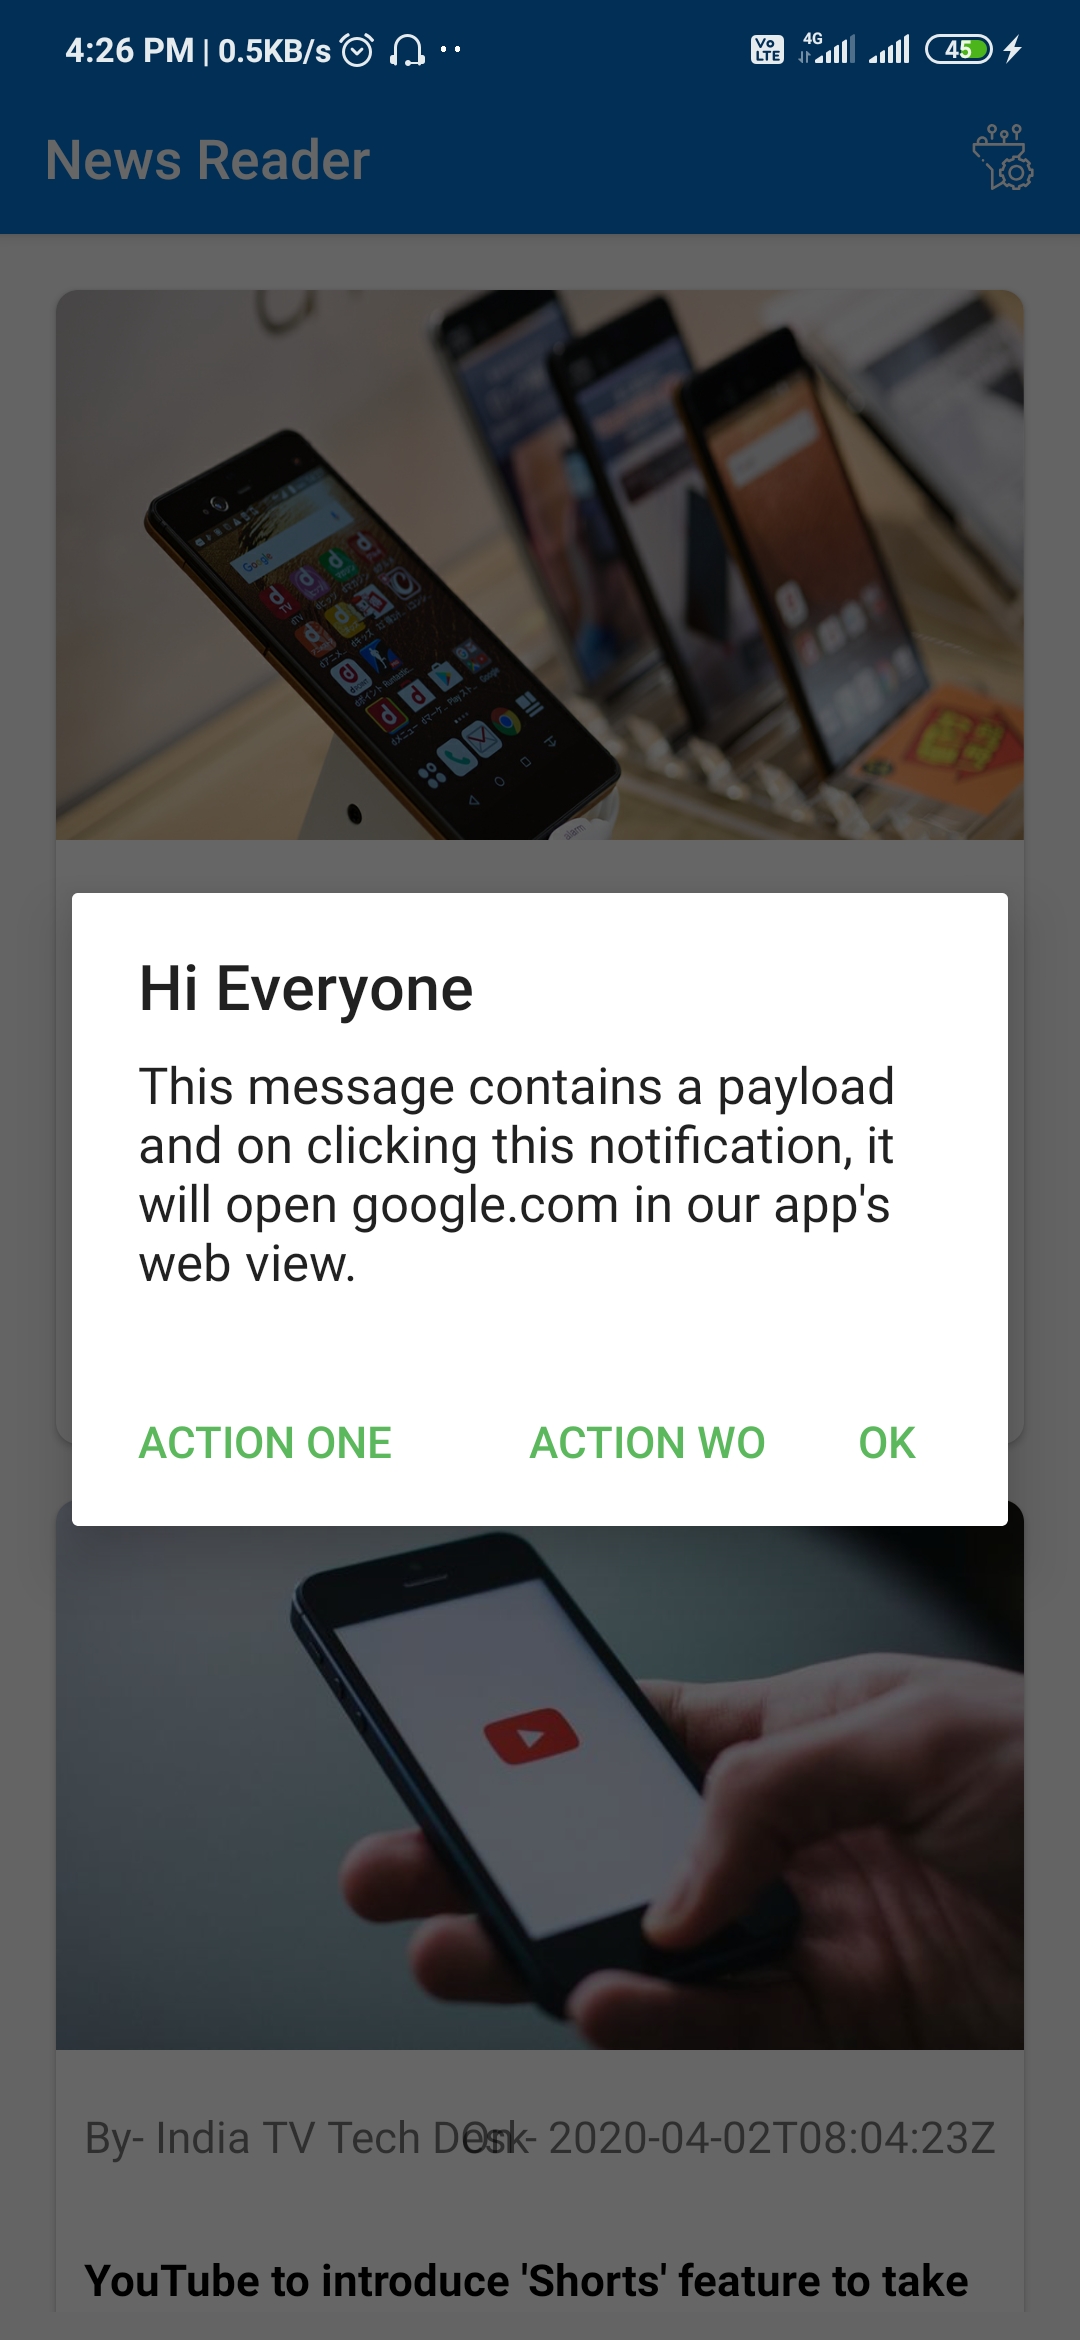 4:26 PM | 0.5KB/s
Vo LTE 4G 45
News Reader
Google
Hi Everyone
This message contains a payload
and on clicking this notification, it
will open google.com in our app's
web view.
ACTION ONE ACTION WO OK
By- India TV Tech Desk On- 2020-04-02T08:04:23Z
YouTube to introduce 'Shorts' feature to take